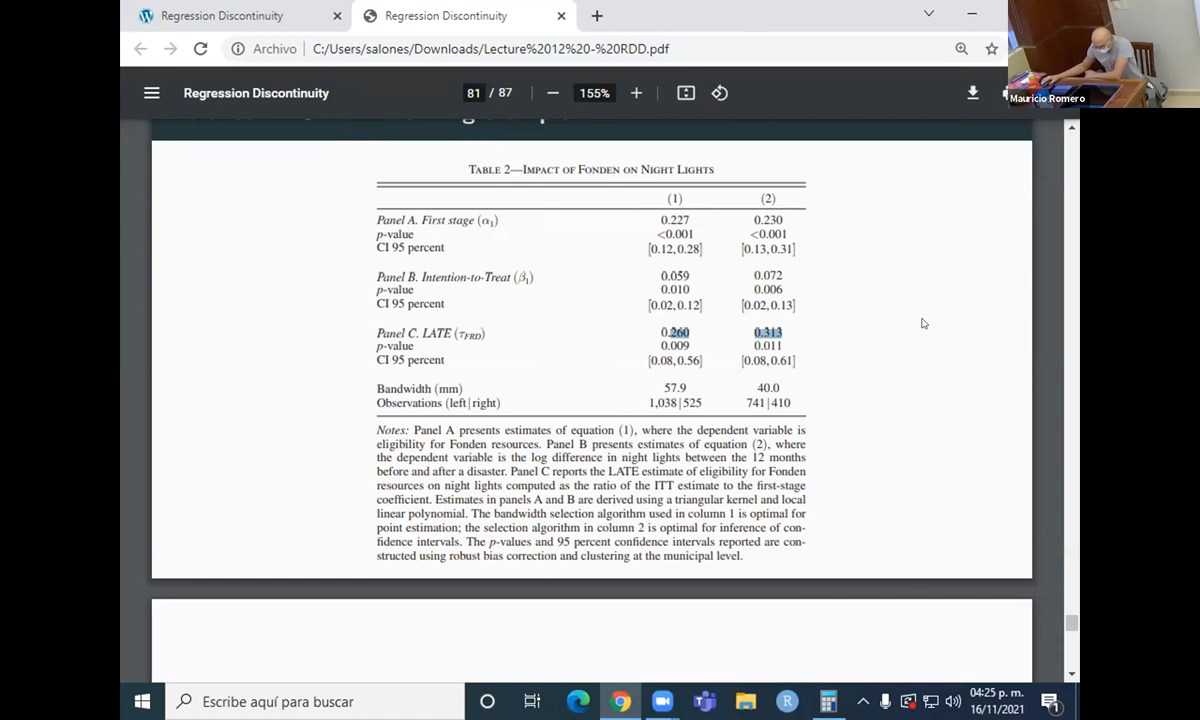 Regression Discontinuity
Regression Discontinuity
Archivo
C:/Users/salones/Downloads/Lecture%2012%20-%20RDD.pdf
Mauricio Romero
Regression Discontinuity
81 / 87
155%
TABLE 2—IMPACT OF FONDEN ON NIGHT LIGHTS
(1) (2)
Panel A. First stage (α1) 0.227 0.230
p-value <0.001 <0.001
CI 95 percent [0.12, 0.28] [0.13, 0.31]
Panel B. Intention-to-Treat (β1) 0.059 0.072
p-value 0.010 0.006
CI 95 percent [0.02, 0.12] [0.02, 0.13]
Panel C. LATE (τFRD) 0.260 0.313
p-value 0.009 0.011
CI 95 percent [0.08, 0.56] [0.08, 0.61]
Bandwidth (mm) 57.9 40.0
Observations (left|right) 1,038|525 741|410
Notes: Panel A presents estimates of equation (1), where the dependent variable is
eligibility for Fonden resources. Panel B presents estimates of equation (2), where
the dependent variable is the log difference in night lights between the 12 months
before and after a disaster. Panel C reports the LATE estimate of eligibility for Fonden
resources on night lights computed as the ratio of the ITT estimate to the first-stage
coefficient. Estimates in panels A and B are derived using a triangular kernel and local
linear polynomial. The bandwidth selection algorithm used in column 1 is optimal for
point estimation; the selection algorithm in column 2 is optimal for inference of con-
fidence intervals. The p-values and 95 percent confidence intervals reported are con-
structed using robust bias correction and clustering at the municipal level.
Escribe aquí para buscar
04:25 p. m.
16/11/2021
1